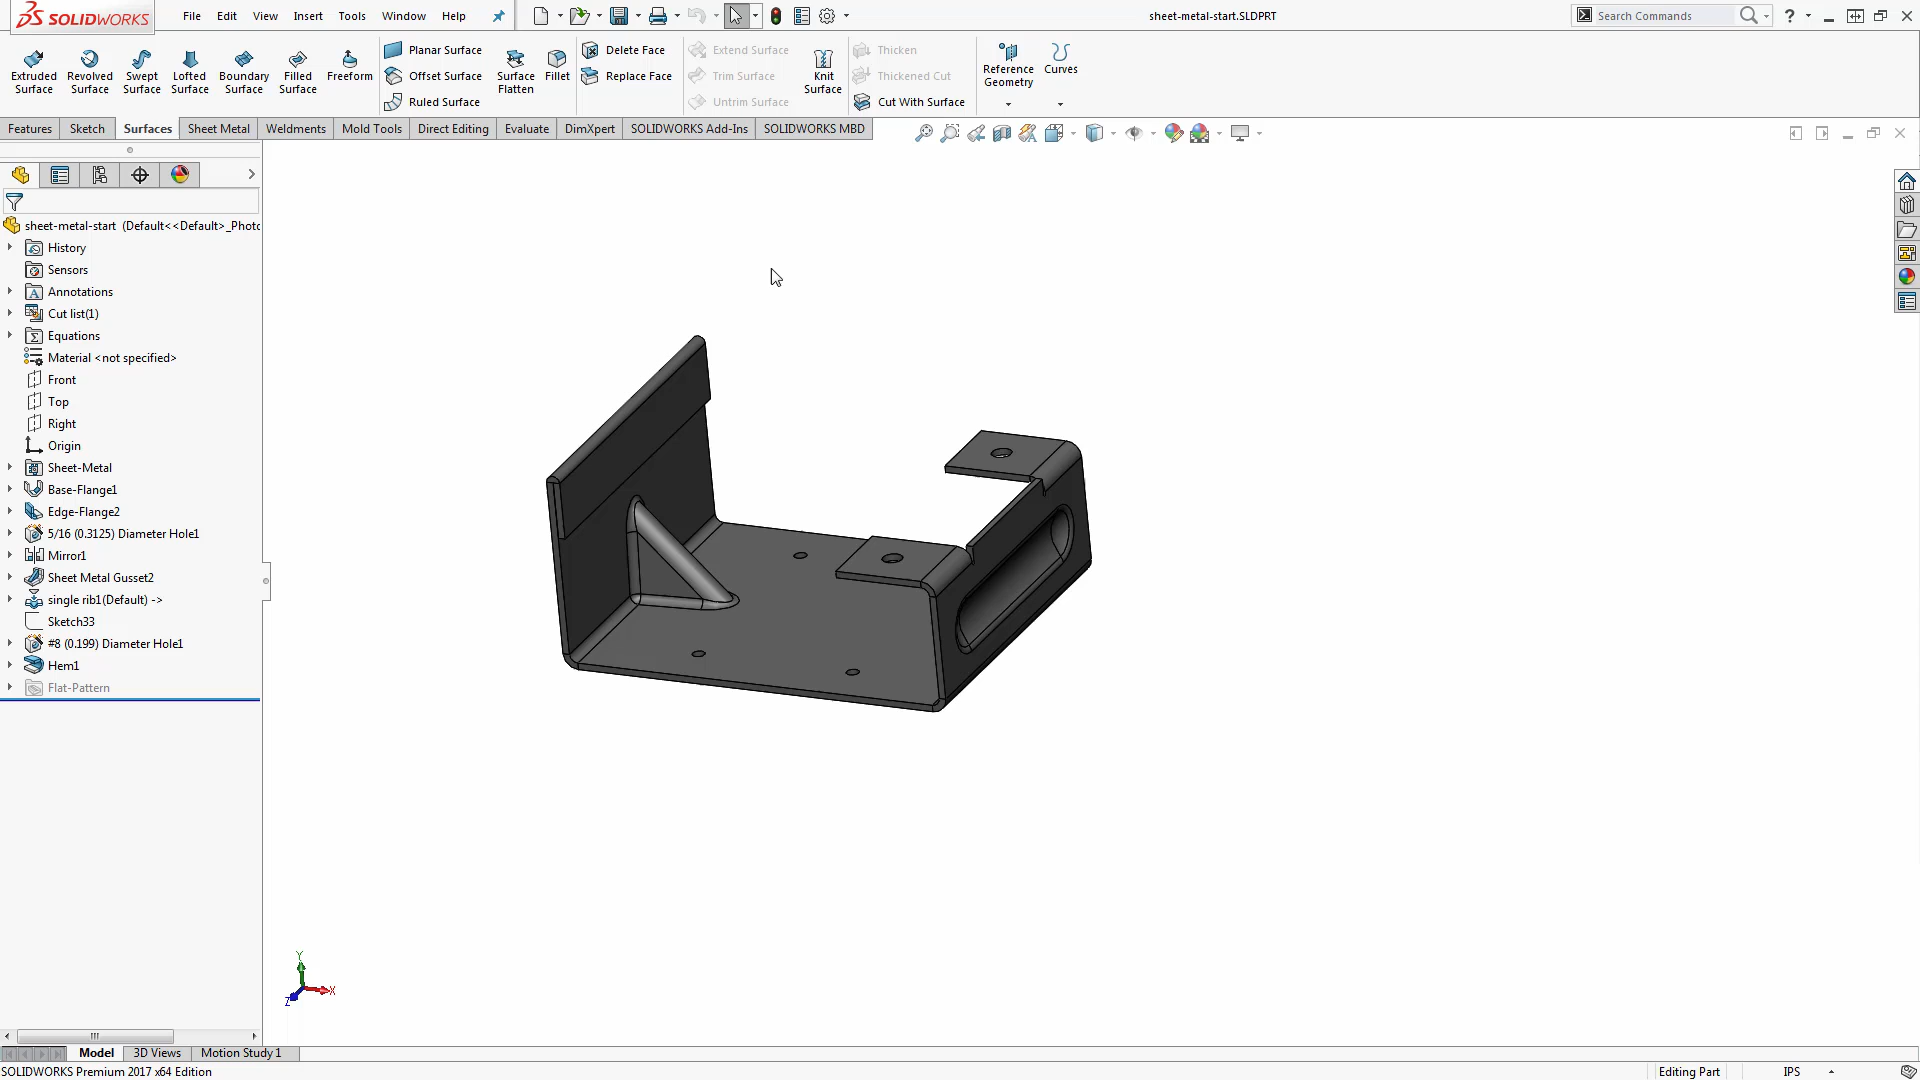 SOLIDWORKS
File Edit View Insert Tools Window Help
sheet-metal-start.SLDPRT
Search Commands
?
Extruded Surface
Revolved Surface
Swept Surface
Lofted Surface
Boundary Surface
Filled Surface
Freeform
Planar Surface
Offset Surface
Ruled Surface
Surface Flatten
Fillet
Delete Face
Replace Face
Extend Surface
Trim Surface
Untrim Surface
Knit Surface
Thicken
Thickened Cut
Cut With Surface
Reference Geometry
Curves
Features Sketch Surfaces Sheet Metal Weldments Mold Tools Direct Editing Evaluate DimXpert SOLIDWORKS Add-Ins SOLIDWORKS MBD
sheet-metal-start (Default<<Default>_Photo
History
Sensors
Annotations
Cut list(1)
Equations
Material <not specified>
Front
Top
Right
Origin
Sheet-Metal
Base-Flange1
Edge-Flange2
5/16 (0.3125) Diameter Hole1
Mirror1
Sheet Metal Gusset2
single rib1(Default) ->
Sketch33
#8 (0.199) Diameter Hole1
Hem1
Flat-Pattern
Y
X
Z
Model 3D Views Motion Study 1
SOLIDWORKS Premium 2017 x64 Edition
Editing Part
IPS